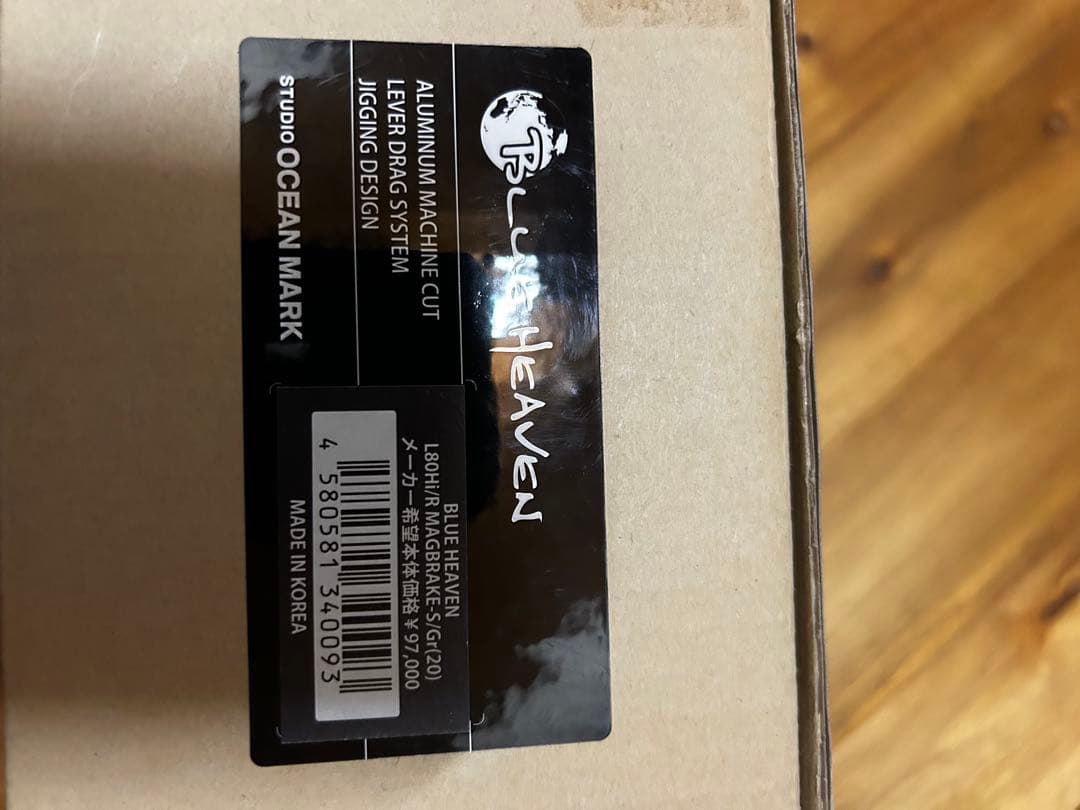 BLUE HEAVEN
ALUMINUM MACHINE CUT
LEVER DRAG SYSTEM
JIGGING DESIGN
STUDIO OCEAN MARK
BLUE HEAVEN
L80Hi/R MAGBRAKE-S/Gr(20)
メーカー希望本体価格 ¥97,000
4 580581 340093
MADE IN KOREA